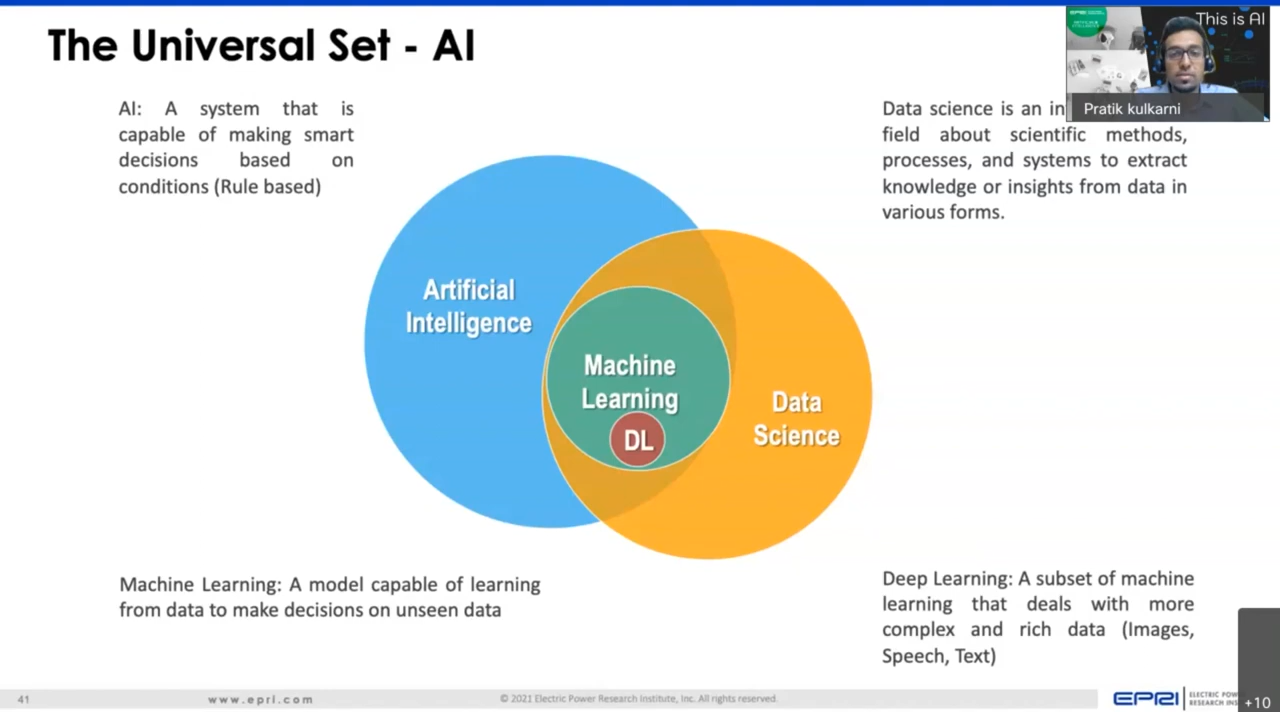 The Universal Set - AI
This is AI
Pratik kulkarni
AI: A system that is
capable of making smart
decisions based on
conditions (Rule based)
Data science is an in
field about scientific methods,
processes, and systems to extract
knowledge or insights from data in
various forms.
Artificial
Intelligence
Machine
Learning
DL
Data
Science
Machine Learning: A model capable of learning
from data to make decisions on unseen data
Deep Learning: A subset of machine
learning that deals with more
complex and rich data (Images,
Speech, Text)
41
www.epri.com
© 2021 Electric Power Research Institute, Inc. All rights reserved.
EPRI
ELECTRIC POW
RESEARCH INS
+10